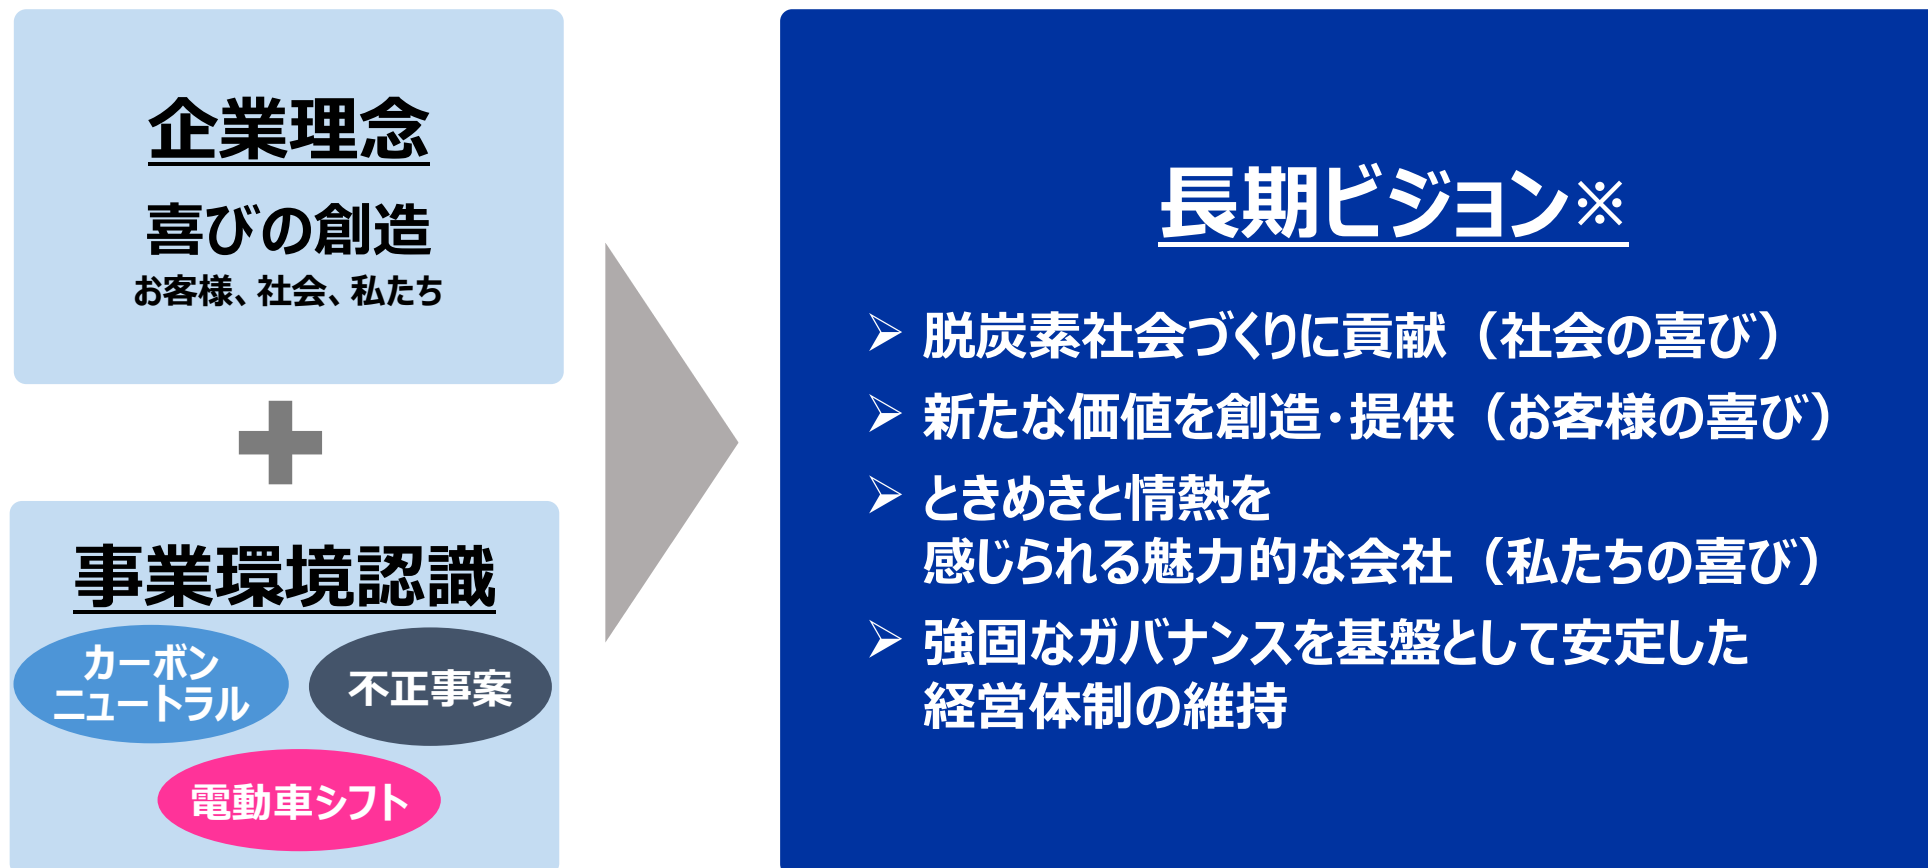 企業理念
喜びの創造
お客様、社会、私たち
事業環境認識
カーボン
ニュートラル
不正事案
電動車シフト
長期ビジョン※
➢ 脱炭素社会づくりに貢献（社会の喜び）
➢ 新たな価値を創造・提供（お客様の喜び）
➢ ときめきと情熱を
感じられる魅力的な会社（私たちの喜び）
➢ 強固なガバナンスを基盤として安定した
経営体制の維持